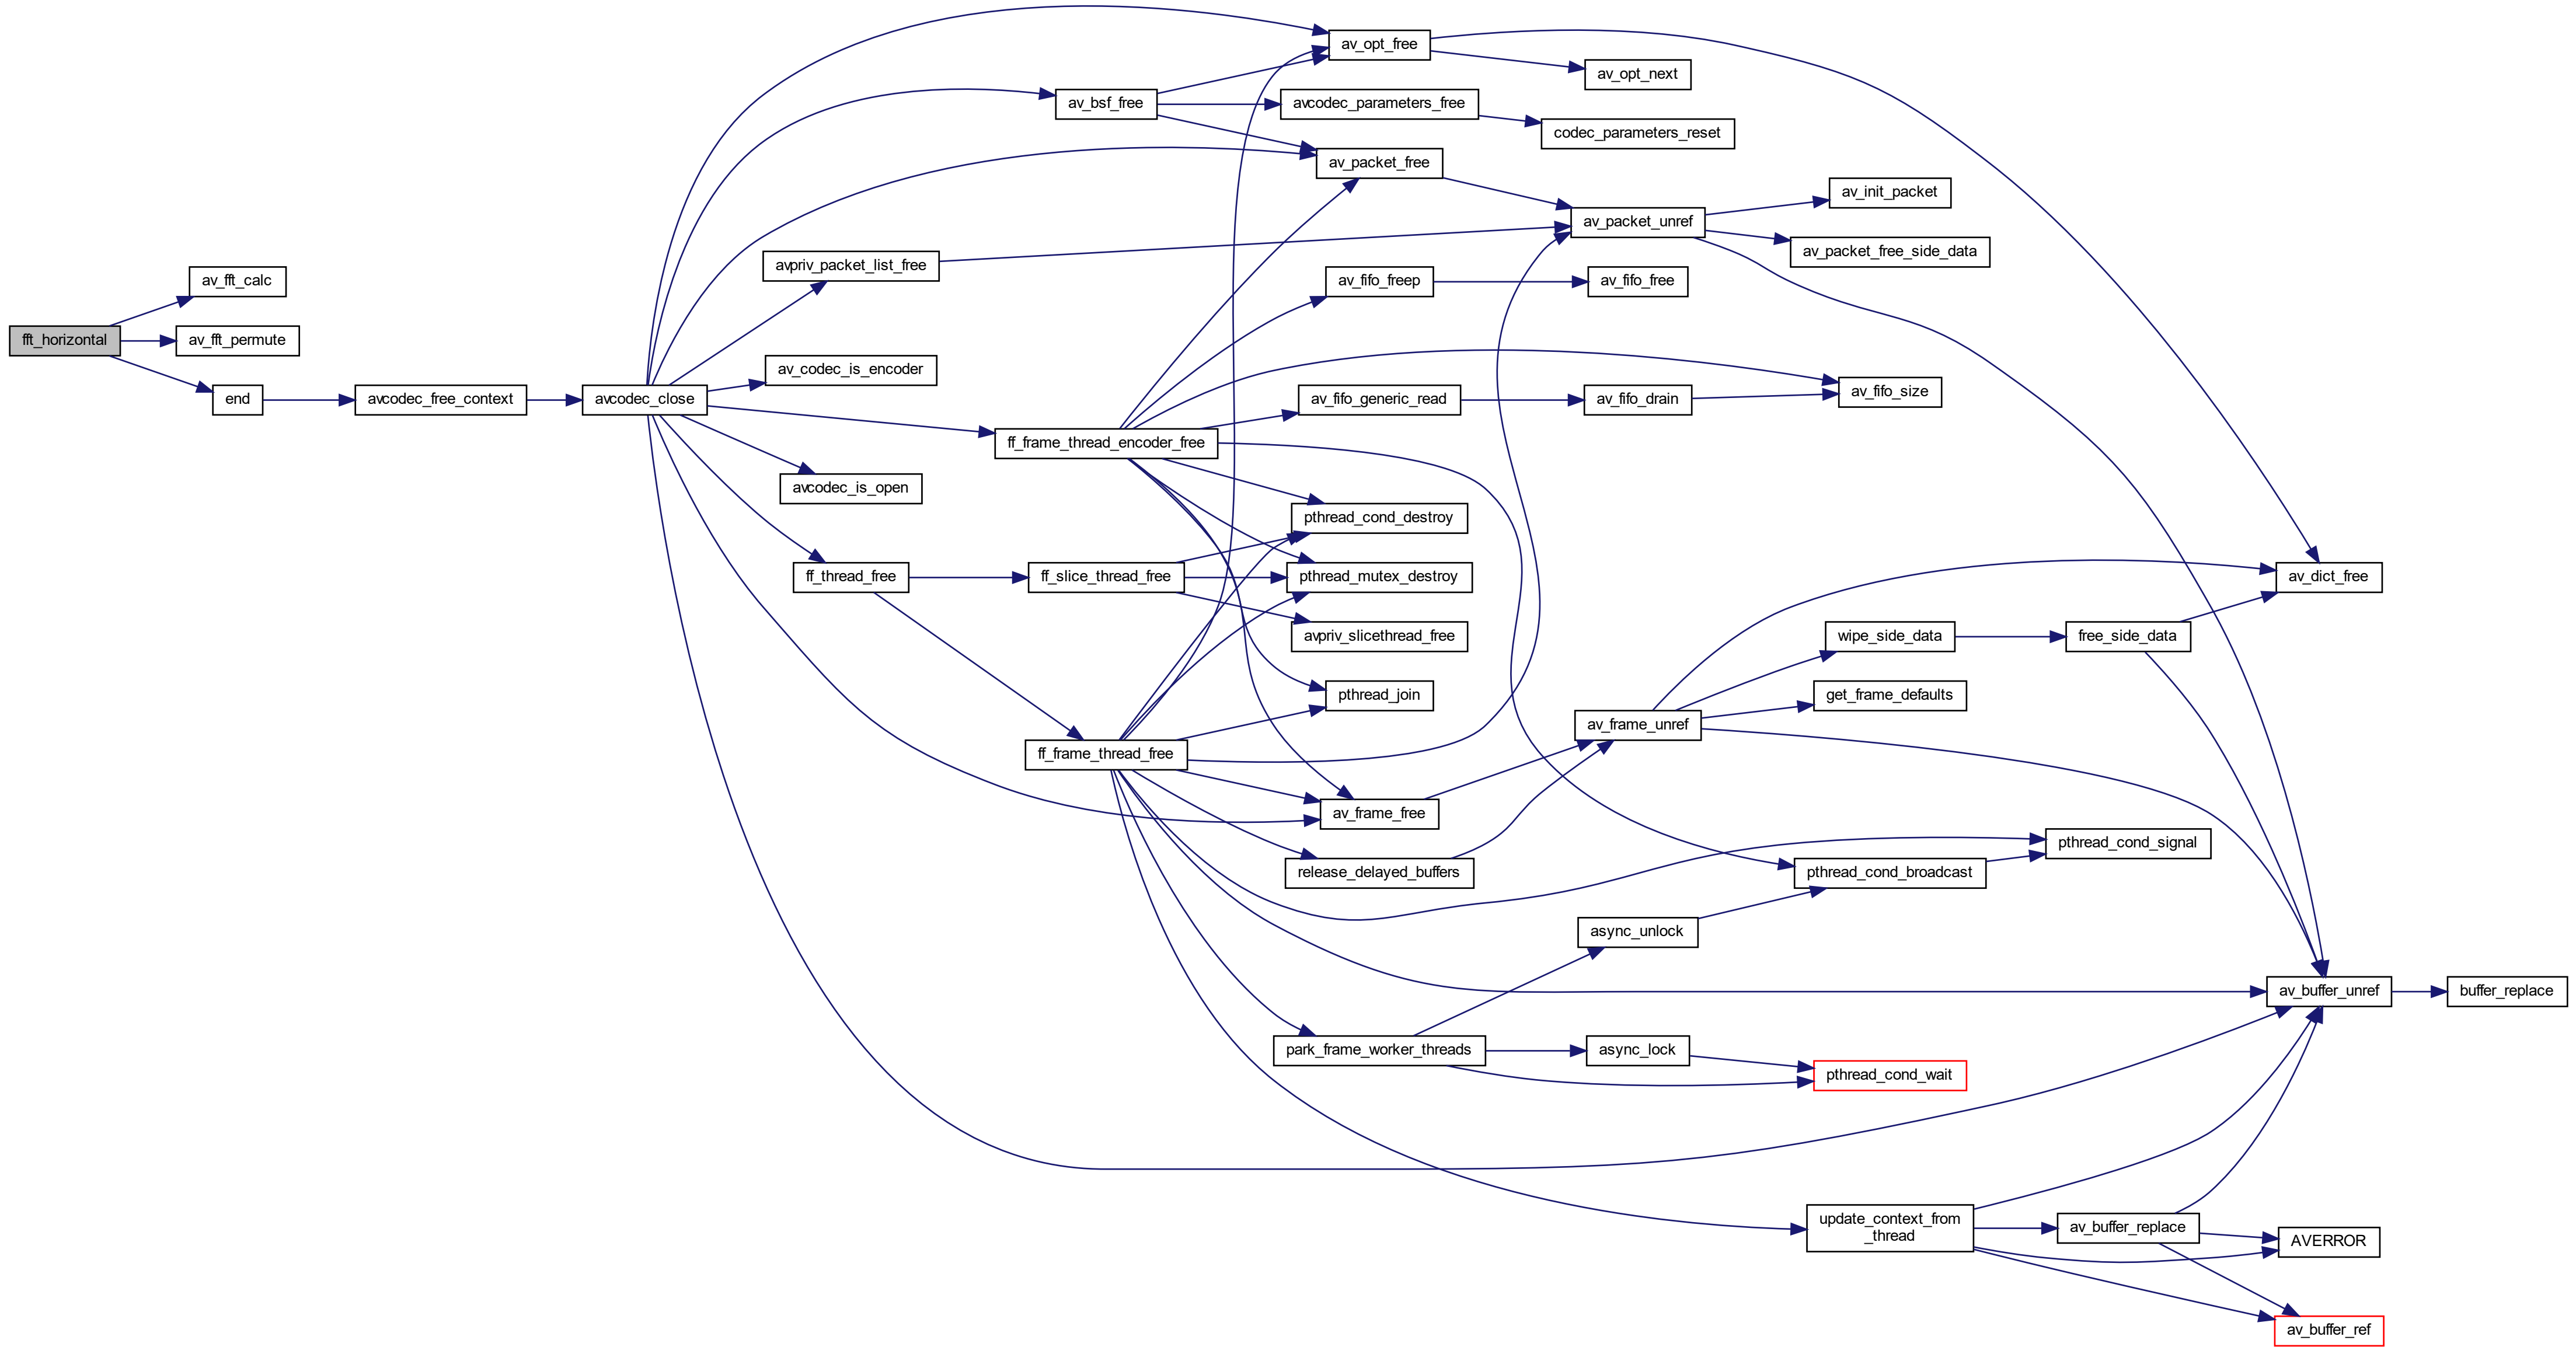 fft_horizontal
av_fft_calc
av_fft_permute
end
avcodec_free_context
avcodec_close
av_opt_free
av_opt_next
av_bsf_free
avcodec_parameters_free
codec_parameters_reset
av_packet_free
av_packet_unref
av_init_packet
av_packet_free_side_data
avpriv_packet_list_free
av_fifo_freep
av_fifo_free
av_codec_is_encoder
av_fifo_generic_read
av_fifo_drain
av_fifo_size
ff_frame_thread_encoder_free
avcodec_is_open
pthread_cond_destroy
ff_thread_free
ff_slice_thread_free
pthread_mutex_destroy
av_dict_free
avpriv_slicethread_free
wipe_side_data
free_side_data
pthread_join
get_frame_defaults
av_frame_unref
ff_frame_thread_free
av_frame_free
pthread_cond_signal
release_delayed_buffers
pthread_cond_broadcast
async_unlock
av_buffer_unref
buffer_replace
park_frame_worker_threads
async_lock
pthread_cond_wait
update_context_from
_thread
av_buffer_replace
AVERROR
av_buffer_ref